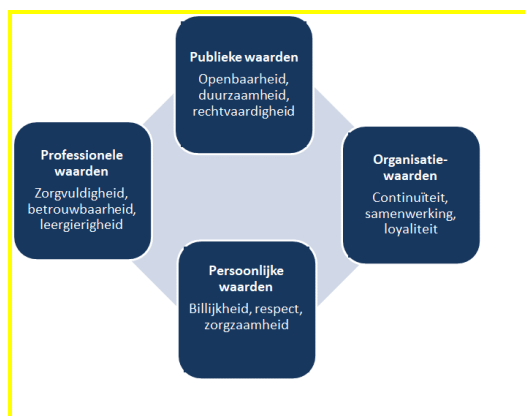 Publieke waarden
Openbaarheid,
duurzaamheid,
rechtvaardigheid
Professionele
waarden
Zorgvuldigheid,
betrouwbaarheid,
leergierigheid
Organisatie-
waarden
Continuïteit,
samenwerking,
loyaliteit
Persoonlijke
waarden
Billijkheid, respect,
zorgzaamheid